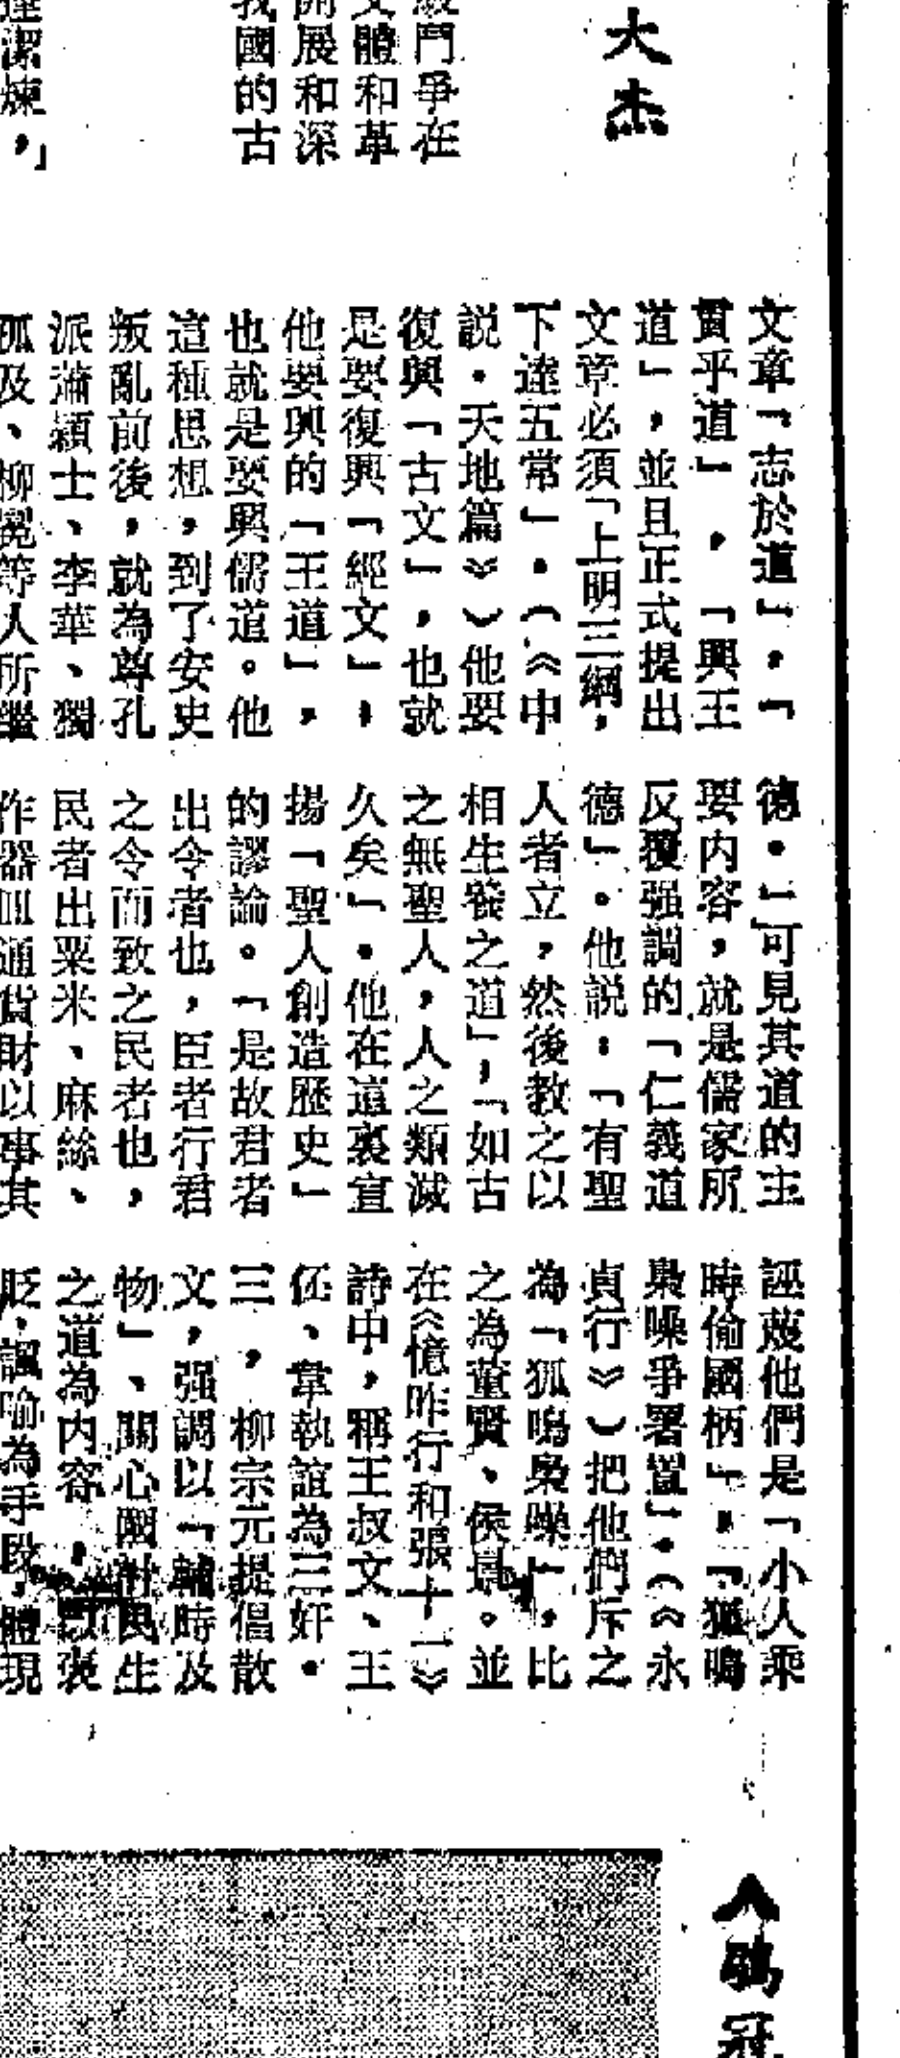 大杰
級鬥爭在
文體和革
開展和深
我國的古
達潔煉，」
文章「志於道」，「
貫乎道」，「興王
道」，並且正式提出
文章必須「上明三綱，
下達五常」．（《中
説．天地篇》）他要
復興「古文」，也就
是要復興「經文」，
他要興的「王道」，
也就是要興儒道。他
這種思想，到了安史
叛亂前後，就為尊孔
派蕭穎士、李華、獨
孤及、柳冕等人所繼
德．」可見其道的主
要内容，就是儒家所
反覆强調的「仁義道
德」。他説：「有聖
人者立，然後教之以
相生養之道」，「如古
之無聖人，人之類滅
久矣」．他在這裏宣
揚「聖人創造歷史」
的謬論。「是故君者
出令者也，臣者行君
之令而致之民者也，
民者出粟米、麻絲、
作器皿通貨財以事其
誣衊他們是「小人乘
時偷國柄」，「狐鳴
梟噪爭署置」．（《永
貞行》）把他們斥之
為「狐鳴梟噪」，比
之為董賢、侯景。並
在《憶昨行和張十一》
詩中，稱王叔文、王
伾、韋執誼為三奸．
三，柳宗元提倡散
文，强調以「輔時及
物」、關心國計民生
之道為内容，以褒
貶，諷喻為手段，體現
鶡冠